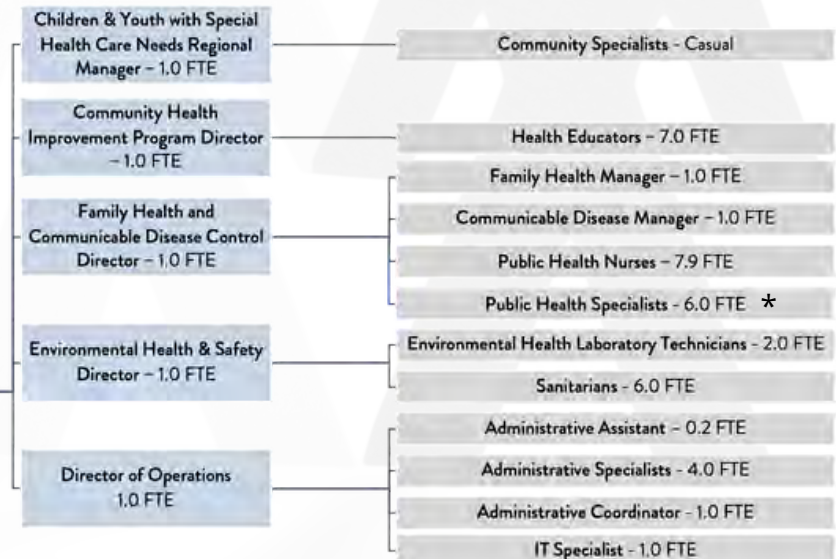 Children & Youth with Special
Health Care Needs Regional
Manager – 1.0 FTE
Community Specialists - Casual
Community Health
Improvement Program Director
– 1.0 FTE
Health Educators – 7.0 FTE
Family Health and
Communicable Disease Control
Director – 1.0 FTE
Family Health Manager – 1.0 FTE
Communicable Disease Manager – 1.0 FTE
Public Health Nurses – 7.9 FTE
Public Health Specialists - 6.0 FTE *
Environmental Health & Safety
Director – 1.0 FTE
Environmental Health Laboratory Technicians - 2.0 FTE
Sanitarians - 6.0 FTE
Director of Operations
1.0 FTE
Administrative Assistant – 0.2 FTE
Administrative Specialists - 4.0 FTE
Administrative Coordinator - 1.0 FTE
IT Specialist - 1.0 FTE